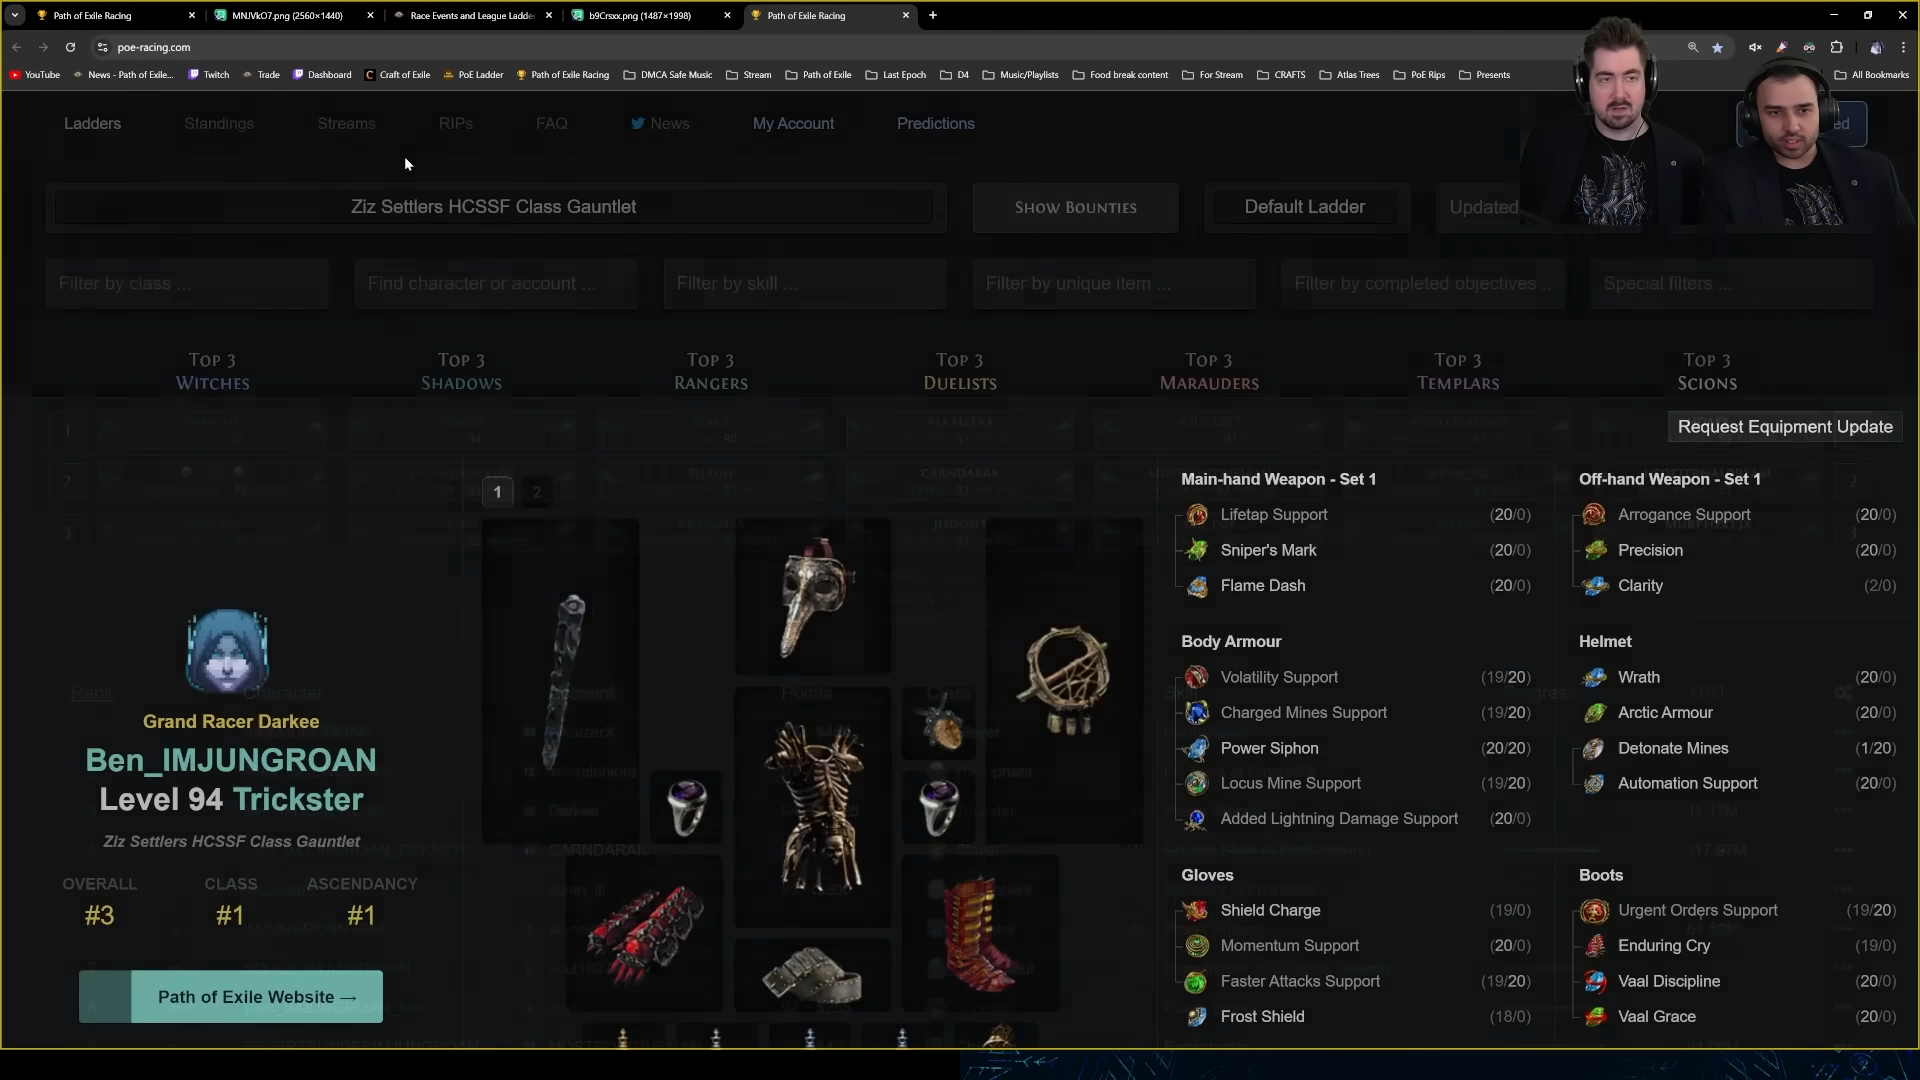 Path of Exile Racing
MNJVkO7.png (2560×1440)
Race Events and League Ladder
b9Crsxx.png (1487×1998)
Path of Exile Racing
poe-racing.com
YouTube
News - Path of Exile...
Twitch
Trade
Dashboard
Craft of Exile
PoE Ladder
Path of Exile Racing
DMCA Safe Music
Stream
Path of Exile
Last Epoch
D4
Music/Playlists
Food break content
For Stream
CRAFTS
Atlas Trees
PoE Rips
Presents
All Bookmarks
Ladders
Standings
Streams
RIPs
FAQ
News
My Account
Predictions
Ziz Settlers HCSSF Class Gauntlet
Show Bounties
Default Ladder
Updated
Filter by class ...
Find character or account ...
Filter by skill ...
Filter by unique item ...
Filter by completed objectives ..
Special filters ...
Top 3 Witches
Top 3 Shadows
Top 3 Rangers
Top 3 Duelists
Top 3 Marauders
Top 3 Templars
Top 3 Scions
Request Equipment Update
1 2
Grand Racer Darkee
Ben_IMJUNGROAN
Level 94 Trickster
Ziz Settlers HCSSF Class Gauntlet
OVERALL CLASS ASCENDANCY
#3 #1 #1
Path of Exile Website →
Main-hand Weapon - Set 1
Lifetap Support (20/0)
Sniper's Mark (20/0)
Flame Dash (20/0)
Off-hand Weapon - Set 1
Arrogance Support (20/0)
Precision (20/0)
Clarity (2/0)
Body Armour
Volatility Support (19/20)
Charged Mines Support (19/20)
Power Siphon (20/20)
Locus Mine Support (19/20)
Added Lightning Damage Support (20/0)
Helmet
Wrath (20/0)
Arctic Armour (20/0)
Detonate Mines (1/20)
Automation Support (20/0)
Gloves
Shield Charge (19/0)
Momentum Support (20/0)
Faster Attacks Support (19/20)
Frost Shield (18/0)
Boots
Urgent Orders Support (19/20)
Enduring Cry (19/0)
Vaal Discipline (20/0)
Vaal Grace (20/0)